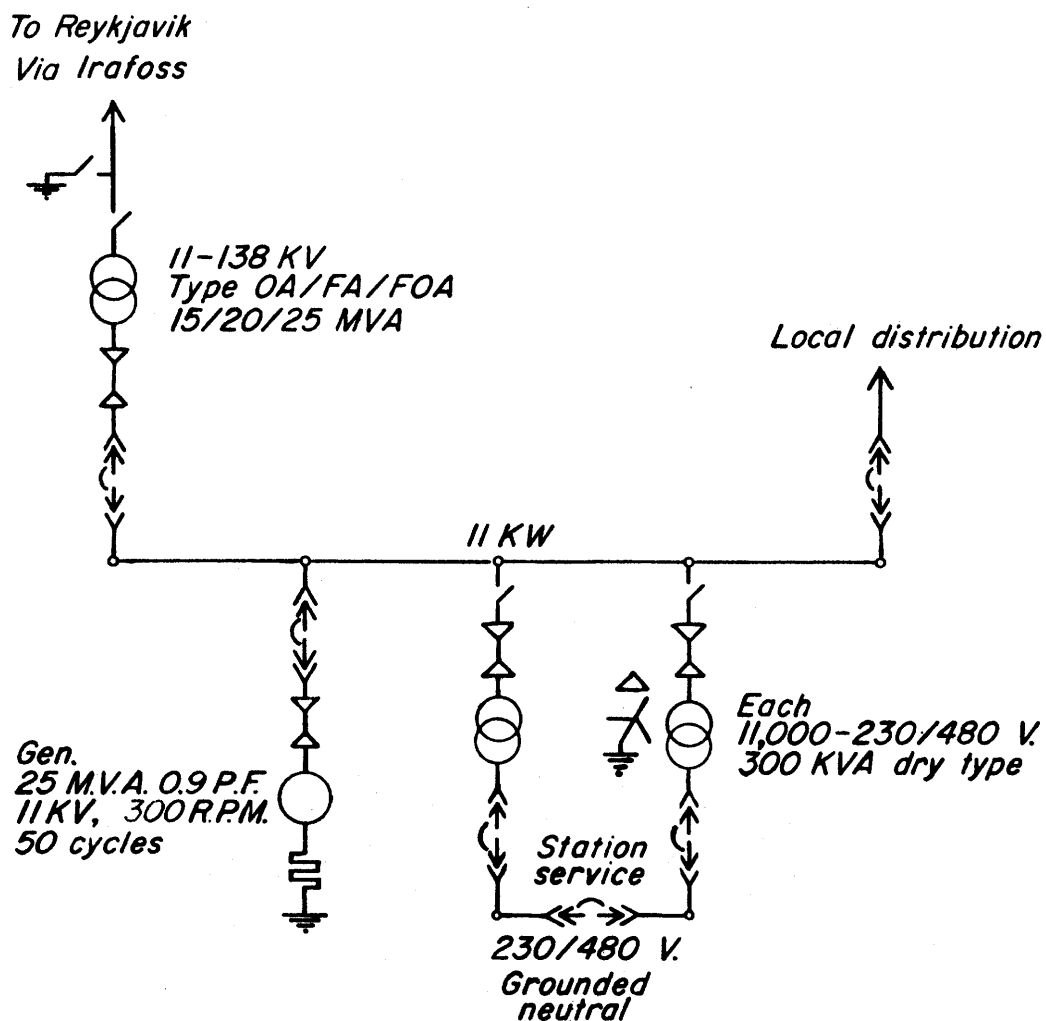 To Reykjavik
Via Irafoss
11-138 KV
Type OA/FA/FOA
15/20/25 MVA
Local distribution
11 KW
Gen.
25 M.V.A. 0.9 P.F.
11 KV, 300 R.P.M.
50 cycles
Each
11,000-230/480 V.
300 KVA dry type
Station
service
230/480 V.
Grounded
neutral